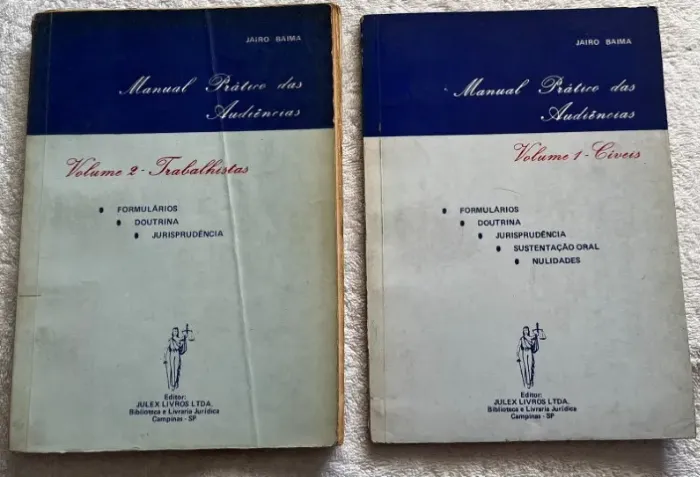 JAIRO BAIMA
Manual Prático das
Audiências
Volume 2 - Trabalhistas
FORMULÁRIOS
DOUTRINA
JURISPRUDÊNCIA
Editor:
JULEX LIVROS LTDA.
Biblioteca e Livraria Jurídica
Campinas - SP
JAIRO BAIMA
Manual Prático das
Audiências
Volume 1 - Cíveis
FORMULÁRIOS
DOUTRINA
JURISPRUDÊNCIA
SUSTENTAÇÃO ORAL
NULIDADES
Editor:
JULEX LIVROS LTDA.
Biblioteca e Livraria Jurídica
Campinas - SP